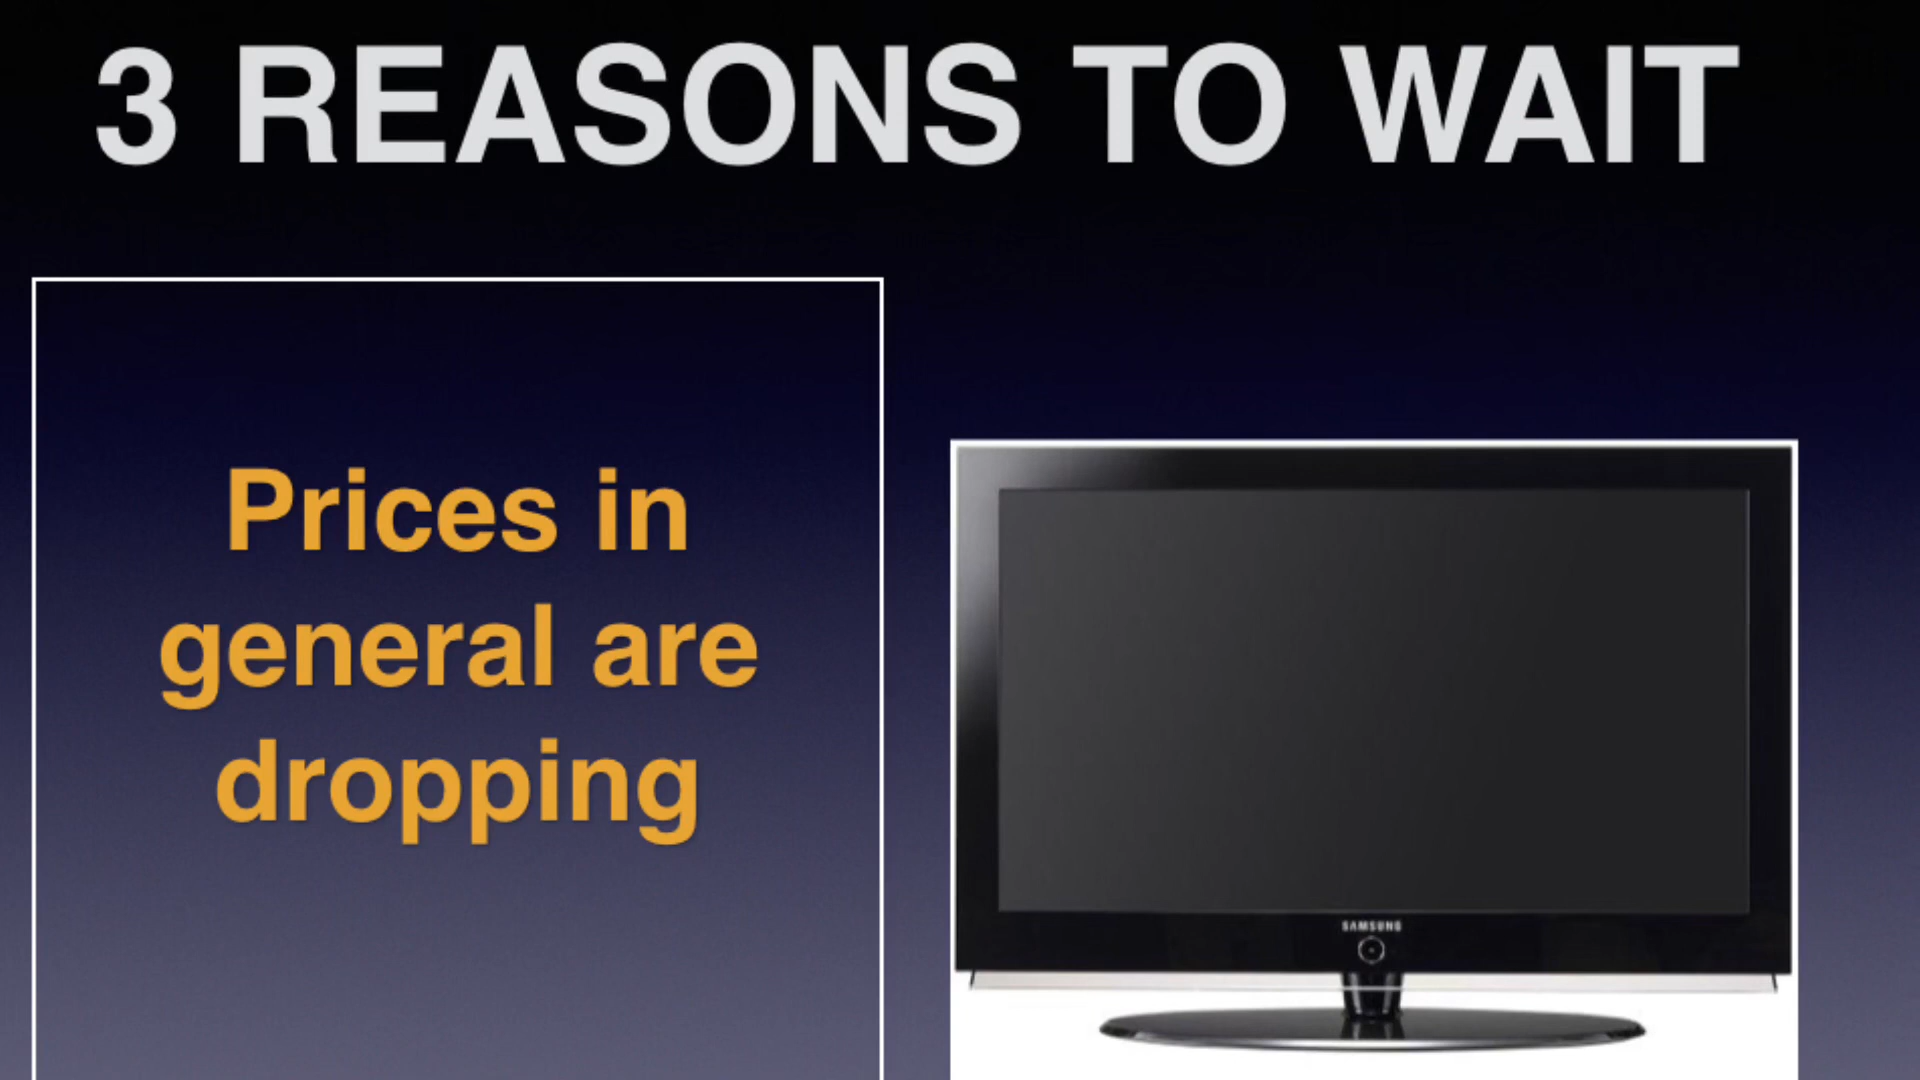 3 REASONS TO WAIT
Prices in
general are
dropping
SAMSUNG